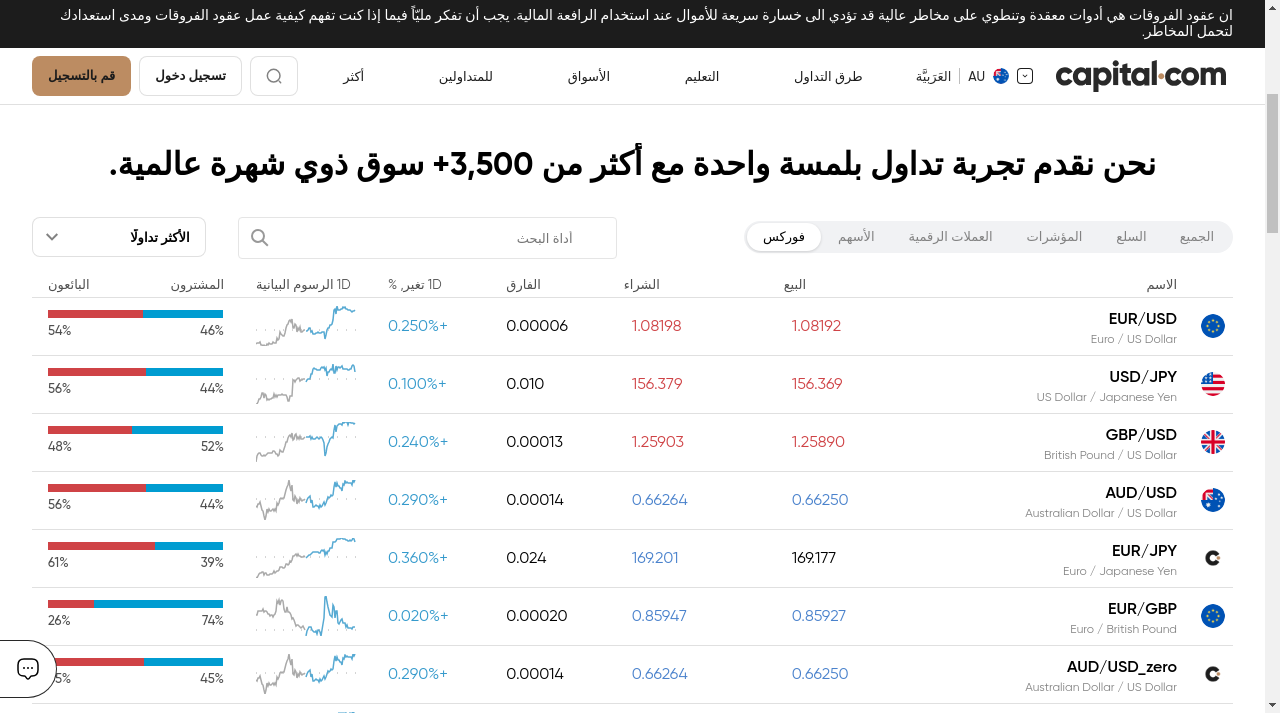 ان عقود الفروقات هي أدوات معقدة وتنطوي على مخاطر عالية قد تؤدي الى خسارة سريعة للأموال عند استخدام الرافعة المالية. يجب أن تفكر مليّاً فيما إذا كنت تفهم كيفية عمل عقود الفروقات ومدى استعدادك
لتحمل المخاطر.
capital.com AU العَرَبِيَّة طرق التداول التعليم الأسواق للمتداولين أكثر تسجيل دخول قم بالتسجيل
نحن نقدم تجربة تداول بلمسة واحدة مع أكثر من 3,500+ سوق ذوي شهرة عالمية.
الجميع السلع المؤشرات العملات الرقمية الأسهم فوركس أداة البحث الأكثر تداولًا
الاسم البيع الشراء الفارق 1D تغير, % 1D الرسوم البيانية المشترون البائعون
EUR/USD 1.08192 1.08198 0.00006 0.250%+ 46% 54%
Euro / US Dollar
USD/JPY 156.369 156.379 0.010 0.100%+ 44% 56%
US Dollar / Japanese Yen
GBP/USD 1.25890 1.25903 0.00013 0.240%+ 52% 48%
British Pound / US Dollar
AUD/USD 0.66250 0.66264 0.00014 0.290%+ 44% 56%
Australian Dollar / US Dollar
EUR/JPY 169.177 169.201 0.024 0.360%+ 39% 61%
Euro / Japanese Yen
EUR/GBP 0.85927 0.85947 0.00020 0.020%+ 74% 26%
Euro / British Pound
AUD/USD_zero 0.66250 0.66264 0.00014 0.290%+ 45%
Australian Dollar / US Dollar